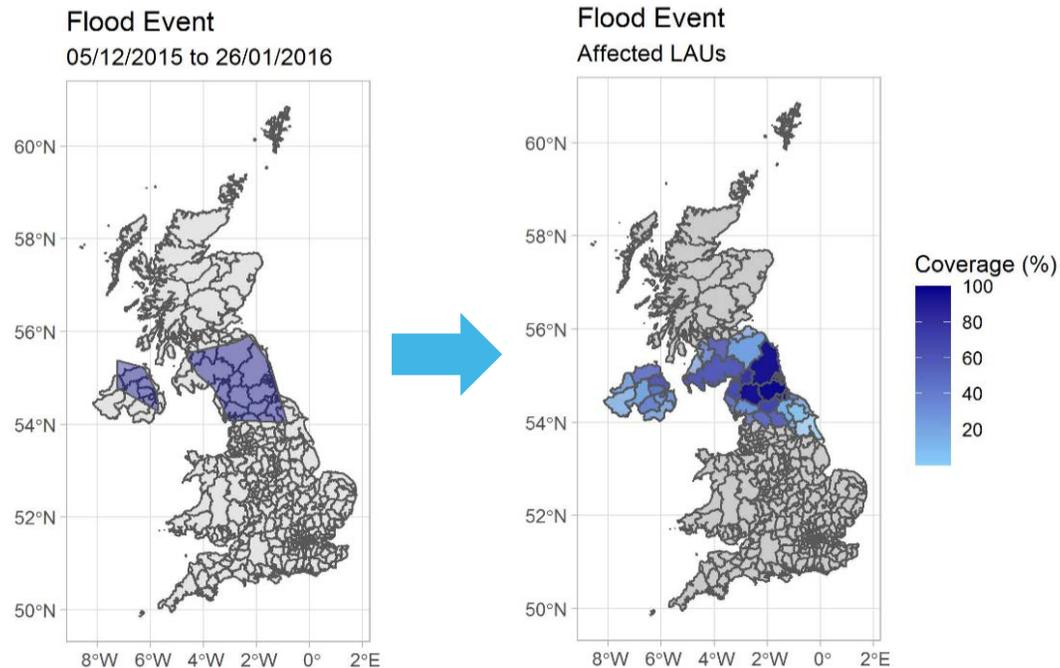 Flood Event
05/12/2015 to 26/01/2016
60°N
58°N
56°N
54°N
52°N
50°N
8°W 6°W 4°W 2°W 0° 2°E
Flood Event
Affected LAUs
60°N
58°N
56°N
54°N
52°N
50°N
8°W 6°W 4°W 2°W 0° 2°E
Coverage (%)
100
80
60
40
20